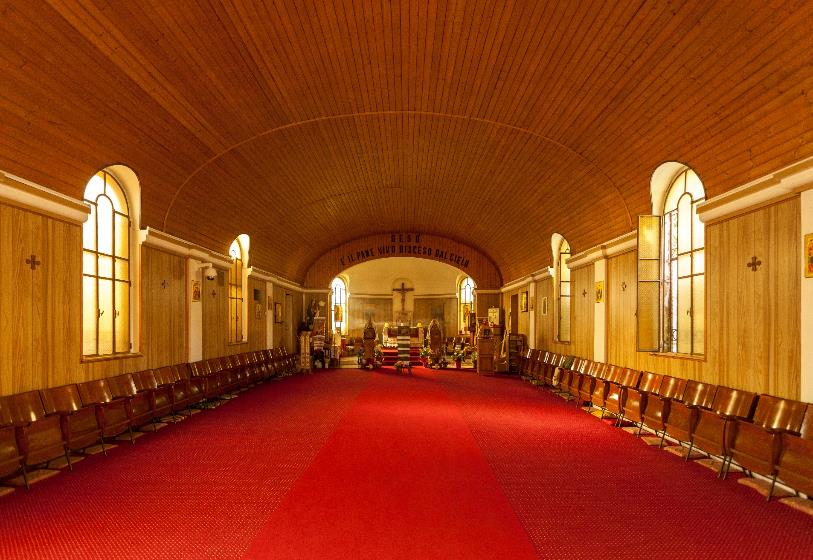 GESÙ
È IL PANE VIVO DISCESO DAL CIELO